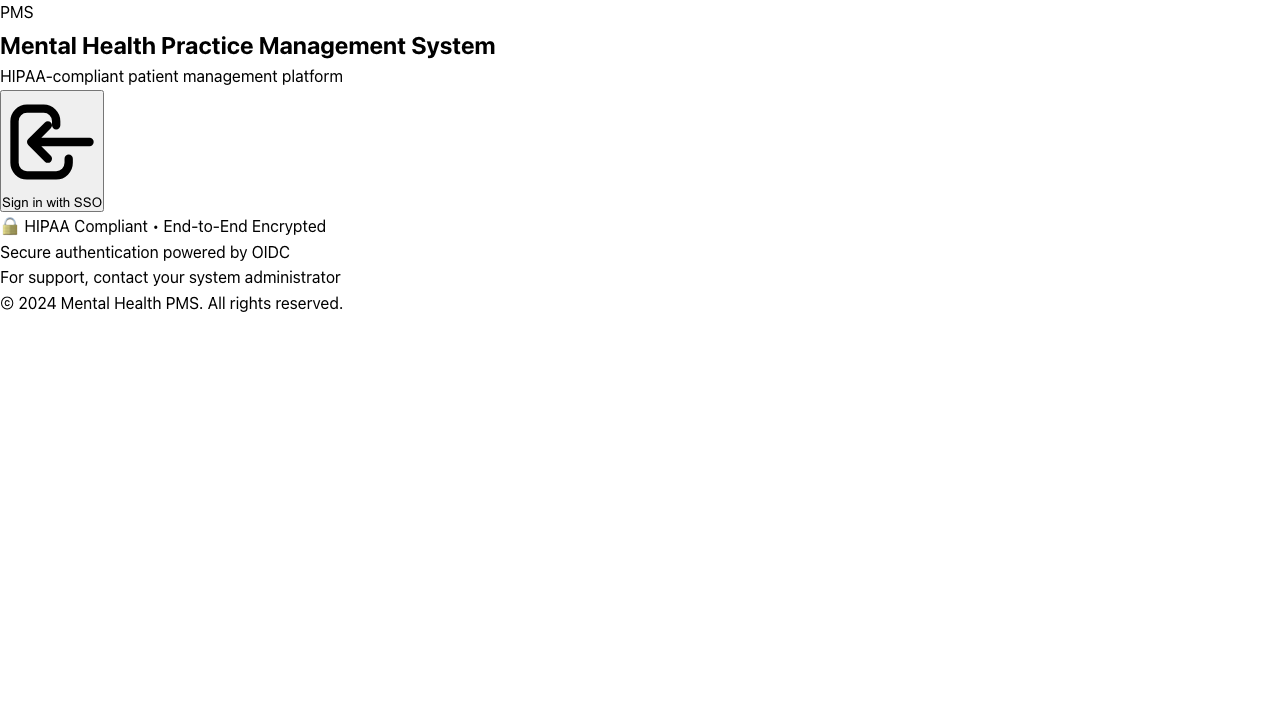 PMS
Mental Health Practice Management System
HIPAA-compliant patient management platform
Sign in with SSO
🔒 HIPAA Compliant • End-to-End Encrypted
Secure authentication powered by OIDC
For support, contact your system administrator
© 2024 Mental Health PMS. All rights reserved.